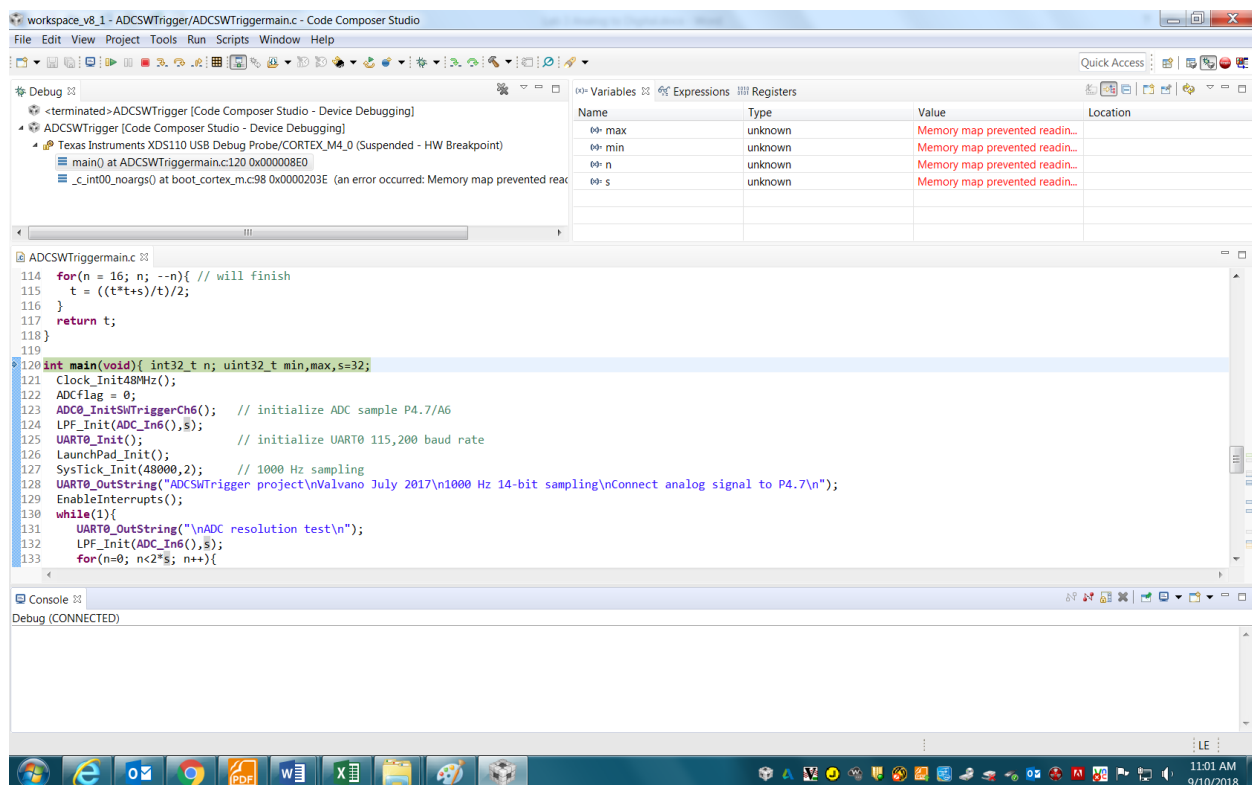 workspace_v8_1 - ADCSWTrigger/ADCSWTriggermain.c - Code Composer Studio
File Edit View Project Tools Run Scripts Window Help
Quick Access
Debug
<terminated>ADCSWTrigger [Code Composer Studio - Device Debugging]
ADCSWTrigger [Code Composer Studio - Device Debugging]
Texas Instruments XDS110 USB Debug Probe/CORTEX_M4_0 (Suspended - HW Breakpoint)
main() at ADCSWTriggermain.c:120 0x000008E0
_c_int00_noargs() at boot_cortex_m.c:98 0x0000203E (an error occurred: Memory map prevented read
(x)= Variables Expressions Registers
Name Type Value Location
(x)= max unknown Memory map prevented readin...
(x)= min unknown Memory map prevented readin...
(x)= n unknown Memory map prevented readin...
(x)= s unknown Memory map prevented readin...
ADCSWTriggermain.c
114 for(n = 16; n; --n){ // will finish
115 t = ((t*t+s)/t)/2;
116 }
117 return t;
118 }
119
120 int main(void){ int32_t n; uint32_t min,max,s=32;
121 Clock_Init48MHz();
122 ADCflag = 0;
123 ADC0_InitSWTriggerCh6(); // initialize ADC sample P4.7/A6
124 LPF_Init(ADC_In6(),s);
125 UART0_Init(); // initialize UART0 115,200 baud rate
126 LaunchPad_Init();
127 SysTick_Init(48000,2); // 1000 Hz sampling
128 UART0_OutString("ADCSWTrigger project\nValvano July 2017\n1000 Hz 14-bit sampling\nConnect analog signal to P4.7\n");
129 EnableInterrupts();
130 while(1){
131 UART0_OutString("\nADC resolution test\n");
132 LPF_Init(ADC_In6(),s);
133 for(n=0; n<2*s; n++){
Console
Debug (CONNECTED)
LE
11:01 AM
9/10/2018